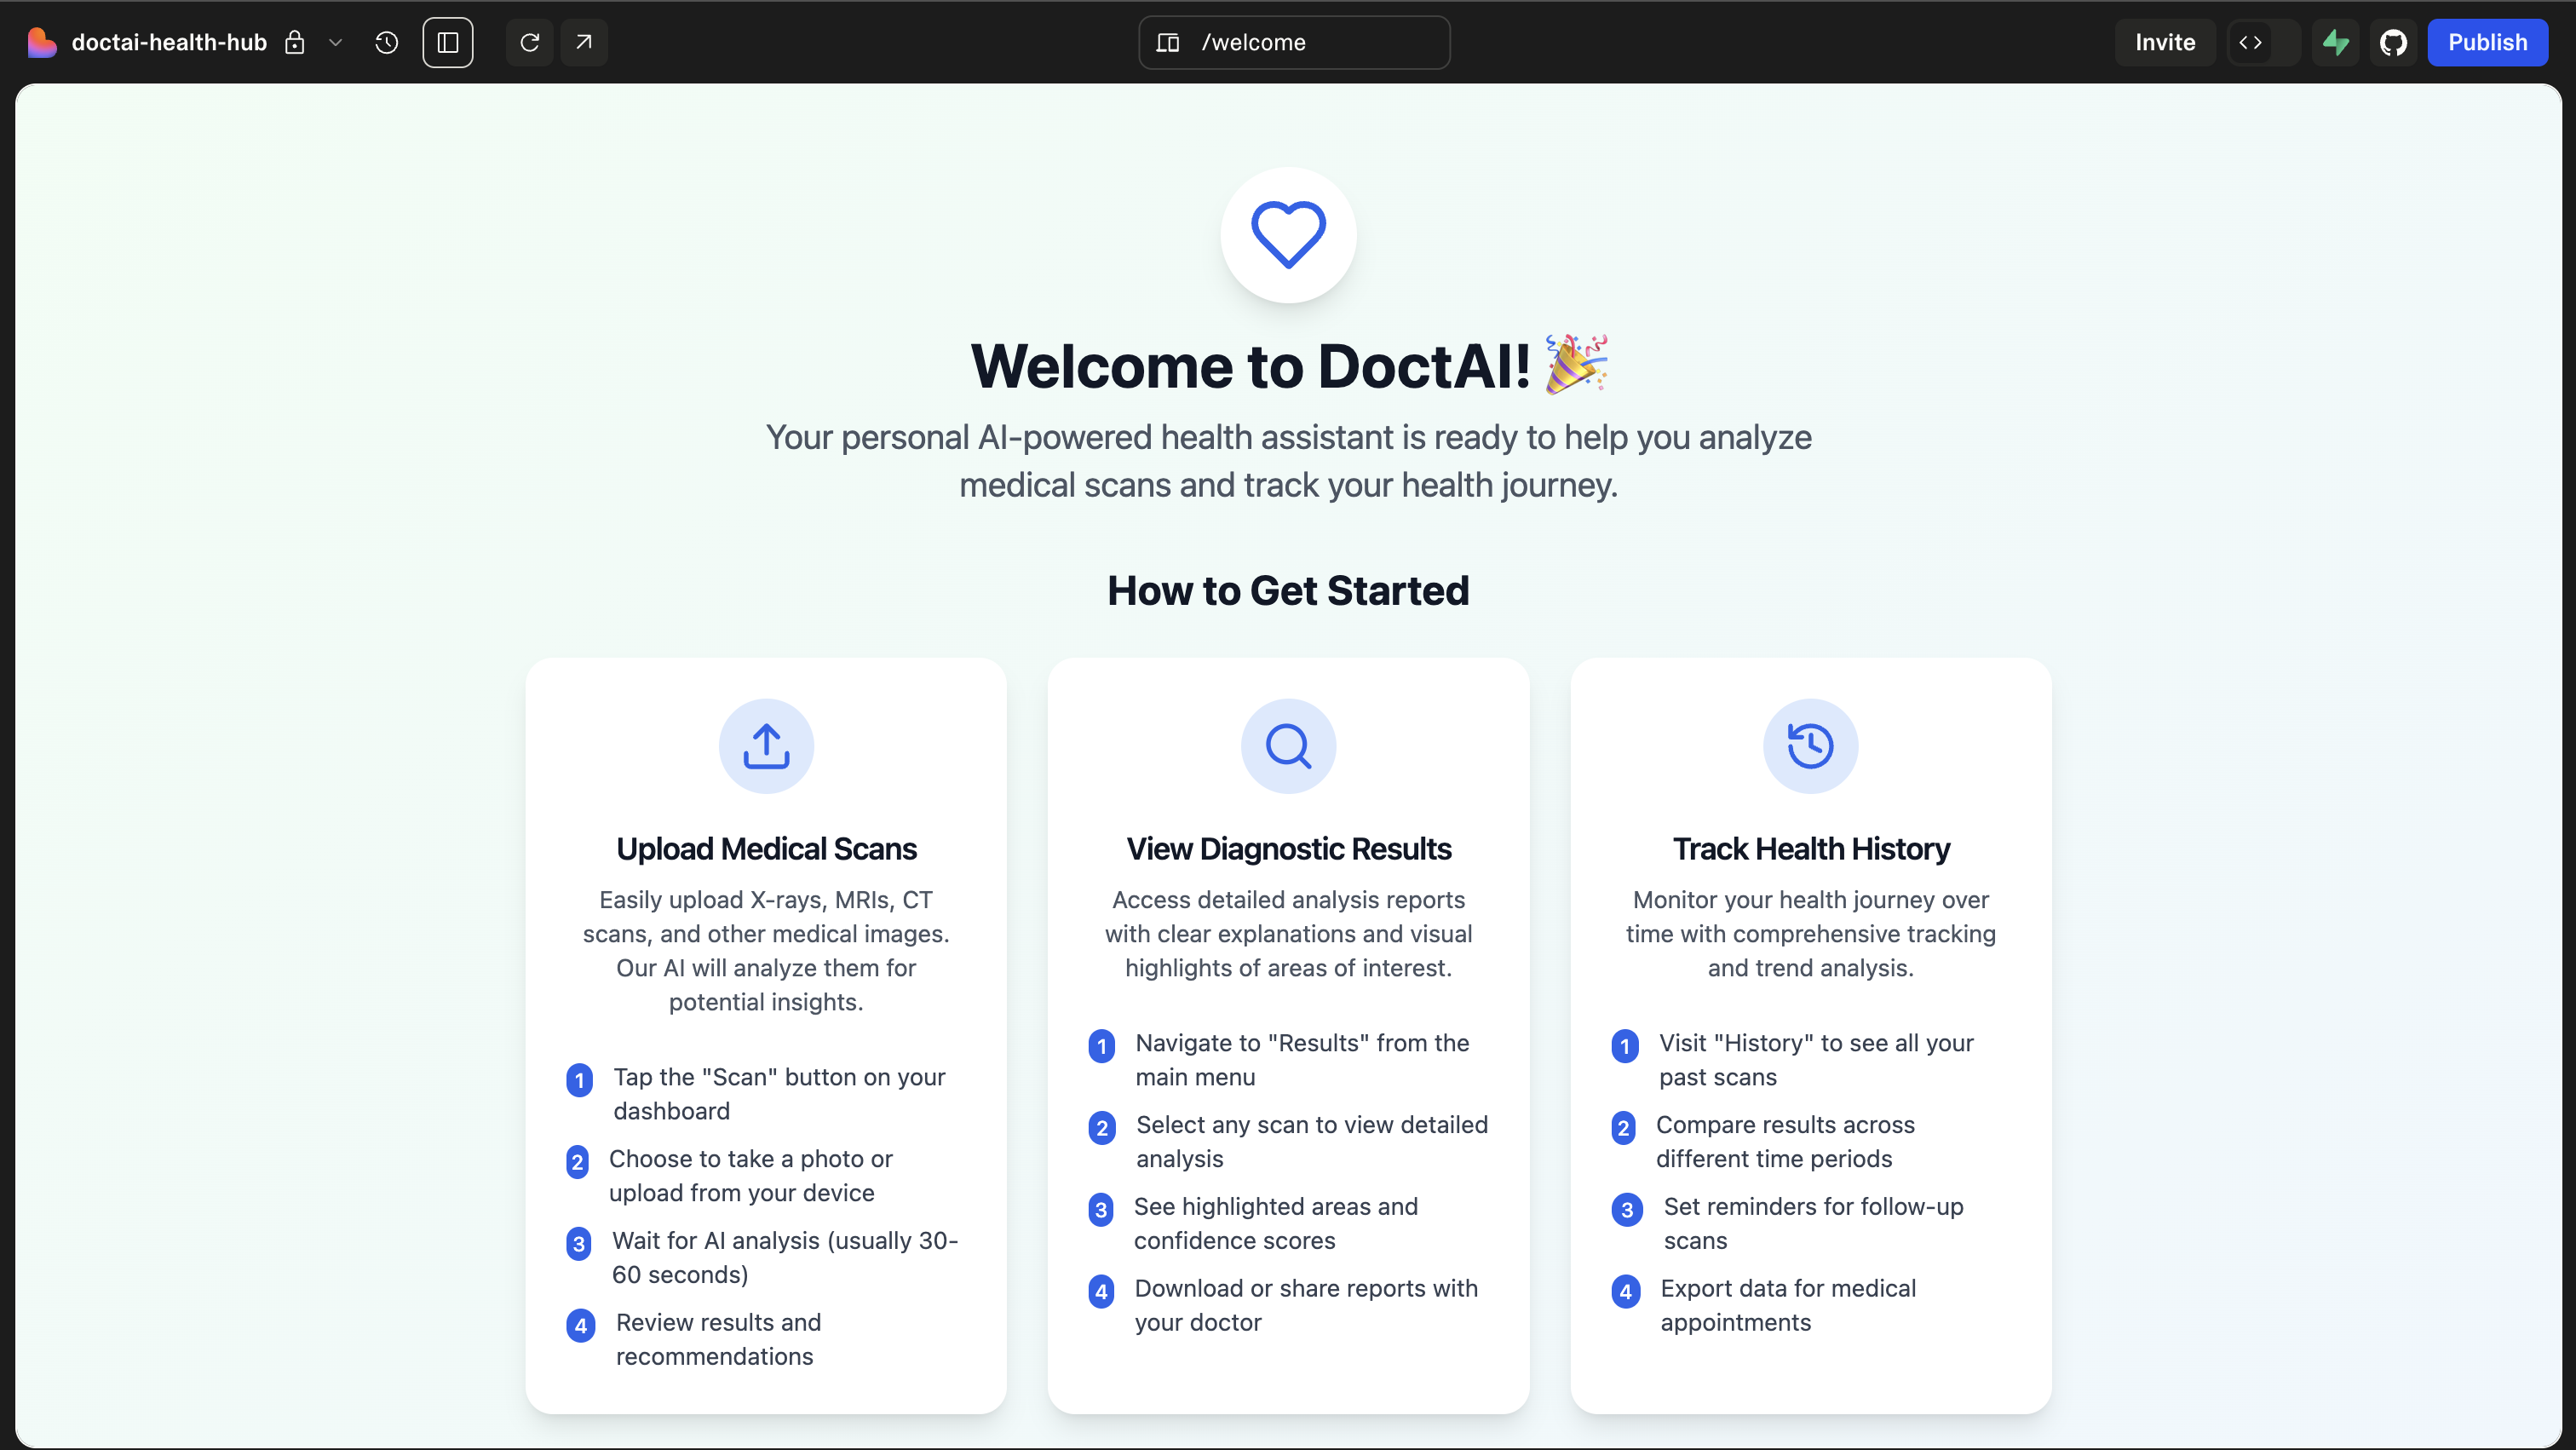 doctai-health-hub
/welcome
Invite
Publish
Welcome to DoctAI! 🎉
Your personal AI-powered health assistant is ready to help you analyze
medical scans and track your health journey.
How to Get Started
Upload Medical Scans
Easily upload X-rays, MRIs, CT
scans, and other medical images.
Our AI will analyze them for
potential insights.
1 Tap the "Scan" button on your
dashboard
2 Choose to take a photo or
upload from your device
3 Wait for AI analysis (usually 30-
60 seconds)
4 Review results and
recommendations
View Diagnostic Results
Access detailed analysis reports
with clear explanations and visual
highlights of areas of interest.
1 Navigate to "Results" from the
main menu
2 Select any scan to view detailed
analysis
3 See highlighted areas and
confidence scores
4 Download or share reports with
your doctor
Track Health History
Monitor your health journey over
time with comprehensive tracking
and trend analysis.
1 Visit "History" to see all your
past scans
2 Compare results across
different time periods
3 Set reminders for follow-up
scans
4 Export data for medical
appointments